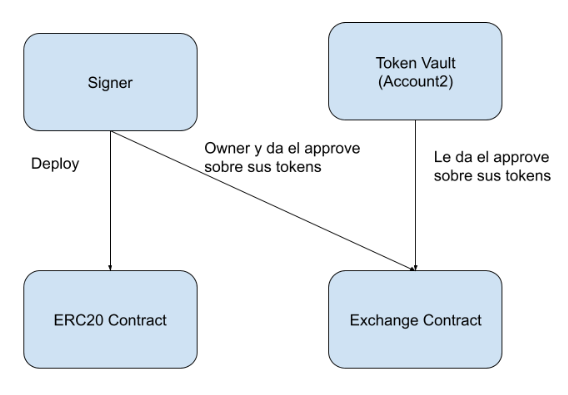 Signer
Token Vault
(Account2)
Deploy
Owner y da el approve
sobre sus tokens
Le da el approve
sobre sus tokens
ERC20 Contract
Exchange Contract